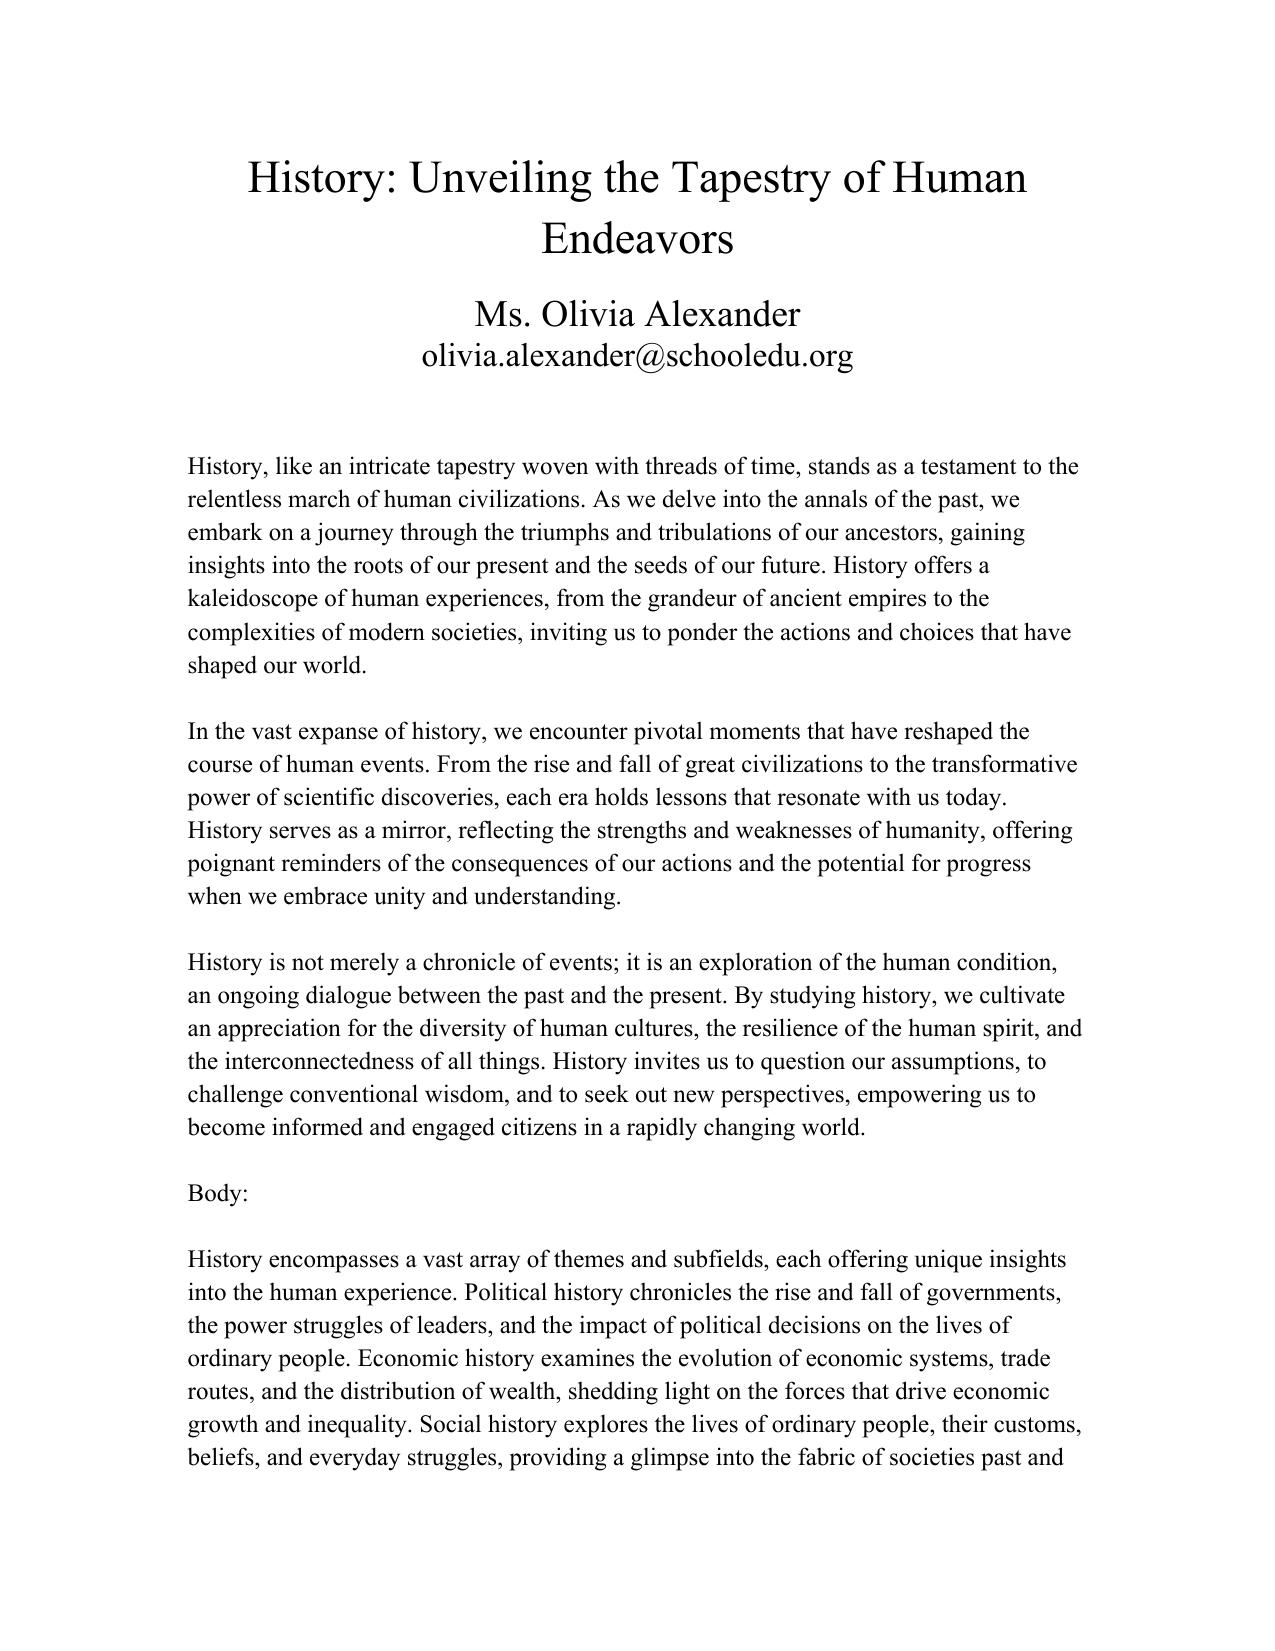 History: Unveiling the Tapestry of Human
Endeavors
Ms. Olivia Alexander
olivia.alexander@schooledu.org
History, like an intricate tapestry woven with threads of time, stands as a testament to the
relentless march of human civilizations. As we delve into the annals of the past, we
embark on a journey through the triumphs and tribulations of our ancestors, gaining
insights into the roots of our present and the seeds of our future. History offers a
kaleidoscope of human experiences, from the grandeur of ancient empires to the
complexities of modern societies, inviting us to ponder the actions and choices that have
shaped our world.
In the vast expanse of history, we encounter pivotal moments that have reshaped the
course of human events. From the rise and fall of great civilizations to the transformative
power of scientific discoveries, each era holds lessons that resonate with us today.
History serves as a mirror, reflecting the strengths and weaknesses of humanity, offering
poignant reminders of the consequences of our actions and the potential for progress
when we embrace unity and understanding.
History is not merely a chronicle of events; it is an exploration of the human condition,
an ongoing dialogue between the past and the present. By studying history, we cultivate
an appreciation for the diversity of human cultures, the resilience of the human spirit, and
the interconnectedness of all things. History invites us to question our assumptions, to
challenge conventional wisdom, and to seek out new perspectives, empowering us to
become informed and engaged citizens in a rapidly changing world.
Body:
History encompasses a vast array of themes and subfields, each offering unique insights
into the human experience. Political history chronicles the rise and fall of governments,
the power struggles of leaders, and the impact of political decisions on the lives of
ordinary people. Economic history examines the evolution of economic systems, trade
routes, and the distribution of wealth, shedding light on the forces that drive economic
growth and inequality. Social history explores the lives of ordinary people, their customs,
beliefs, and everyday struggles, providing a glimpse into the fabric of societies past and